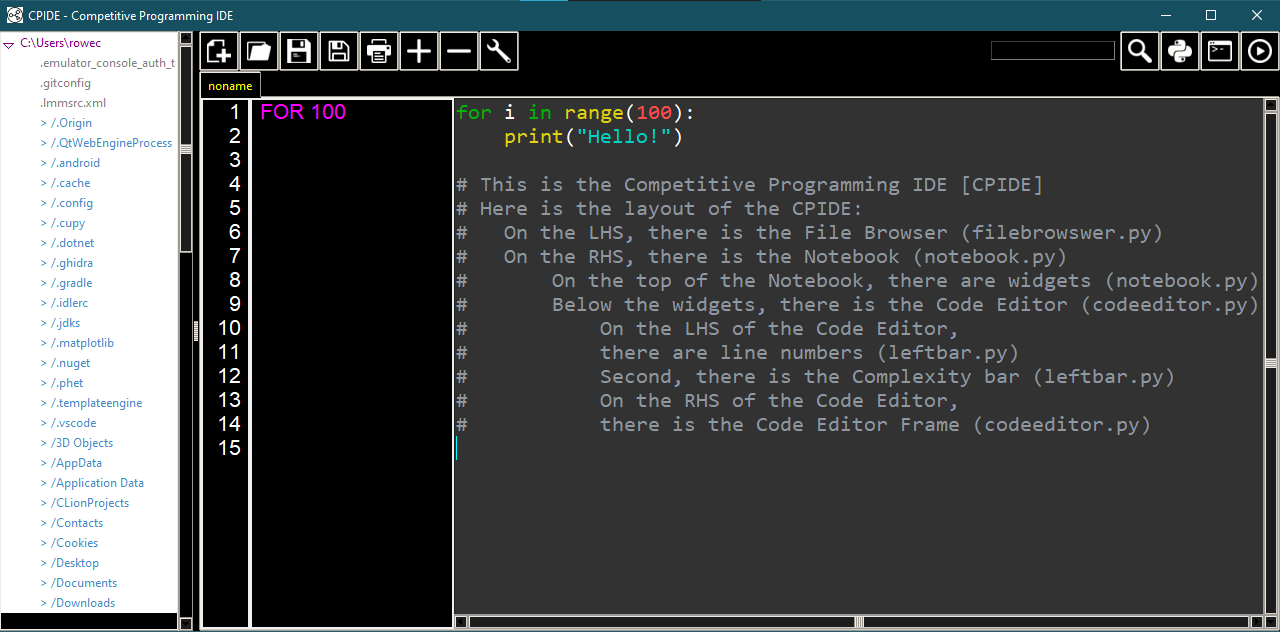 CPIDE - Competitive Programming IDE
C:\Users\rowec
.emulator_console_auth_t
.gitconfig
.lmmsrc.xml
> /.Origin
> /.QtWebEngineProcess
> /.android
> /.cache
> /.config
> /.cupy
> /.dotnet
> /.ghidra
> /.gradle
> /.idlerc
> /.jdks
> /.matplotlib
> /.nuget
> /.phet
> /.templateengine
> /.vscode
> /3D Objects
> /AppData
> /Application Data
> /CLionProjects
> /Contacts
> /Cookies
> /Desktop
> /Documents
> /Downloads
noname
1 FOR 100 for i in range(100):
2     print("Hello!")
3
4 # This is the Competitive Programming IDE [CPIDE]
5 # Here is the layout of the CPIDE:
6 #   On the LHS, there is the File Browser (filebrowswer.py)
7 #   On the RHS, there is the Notebook (notebook.py)
8 #       On the top of the Notebook, there are widgets (notebook.py)
9 #       Below the widgets, there is the Code Editor (codeeditor.py)
10 #           On the LHS of the Code Editor,
11 #           there are line numbers (leftbar.py)
12 #           Second, there is the Complexity bar (leftbar.py)
13 #           On the RHS of the Code Editor,
14 #           there is the Code Editor Frame (codeeditor.py)
15